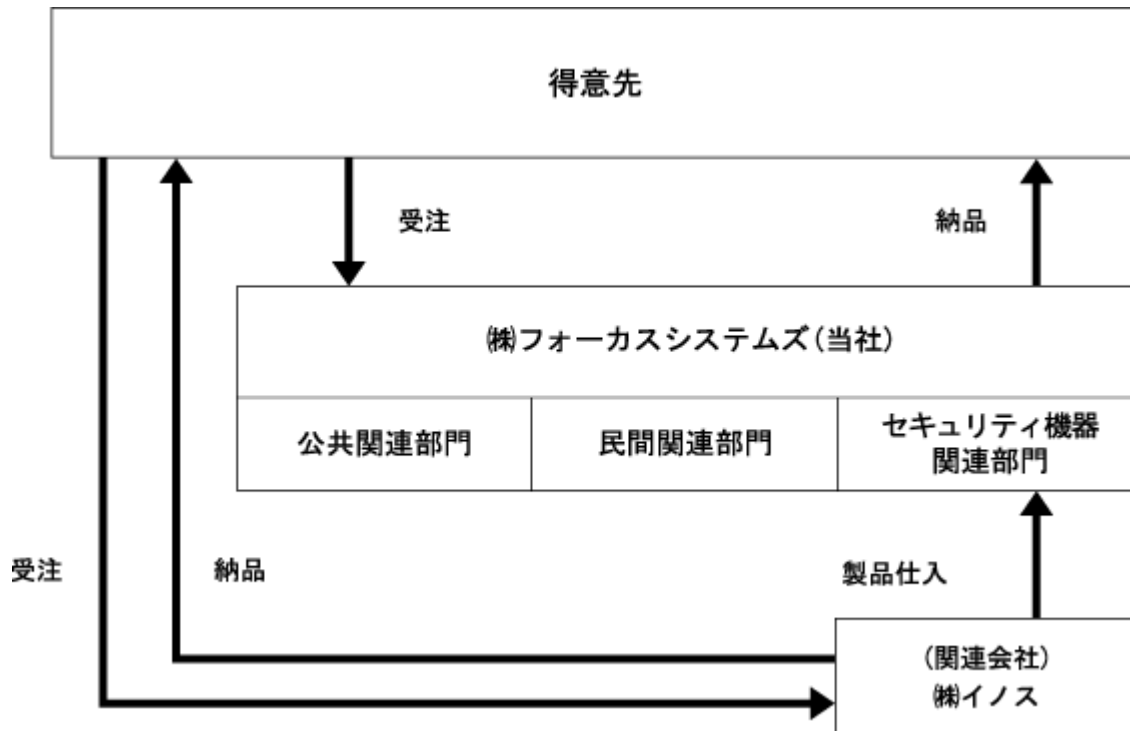 得意先
受注
納品
㈱フォーカスシステムズ(当社)
公共関連部門
民間関連部門
セキュリティ機器
関連部門
受注
納品
製品仕入
(関連会社)
㈱イノス